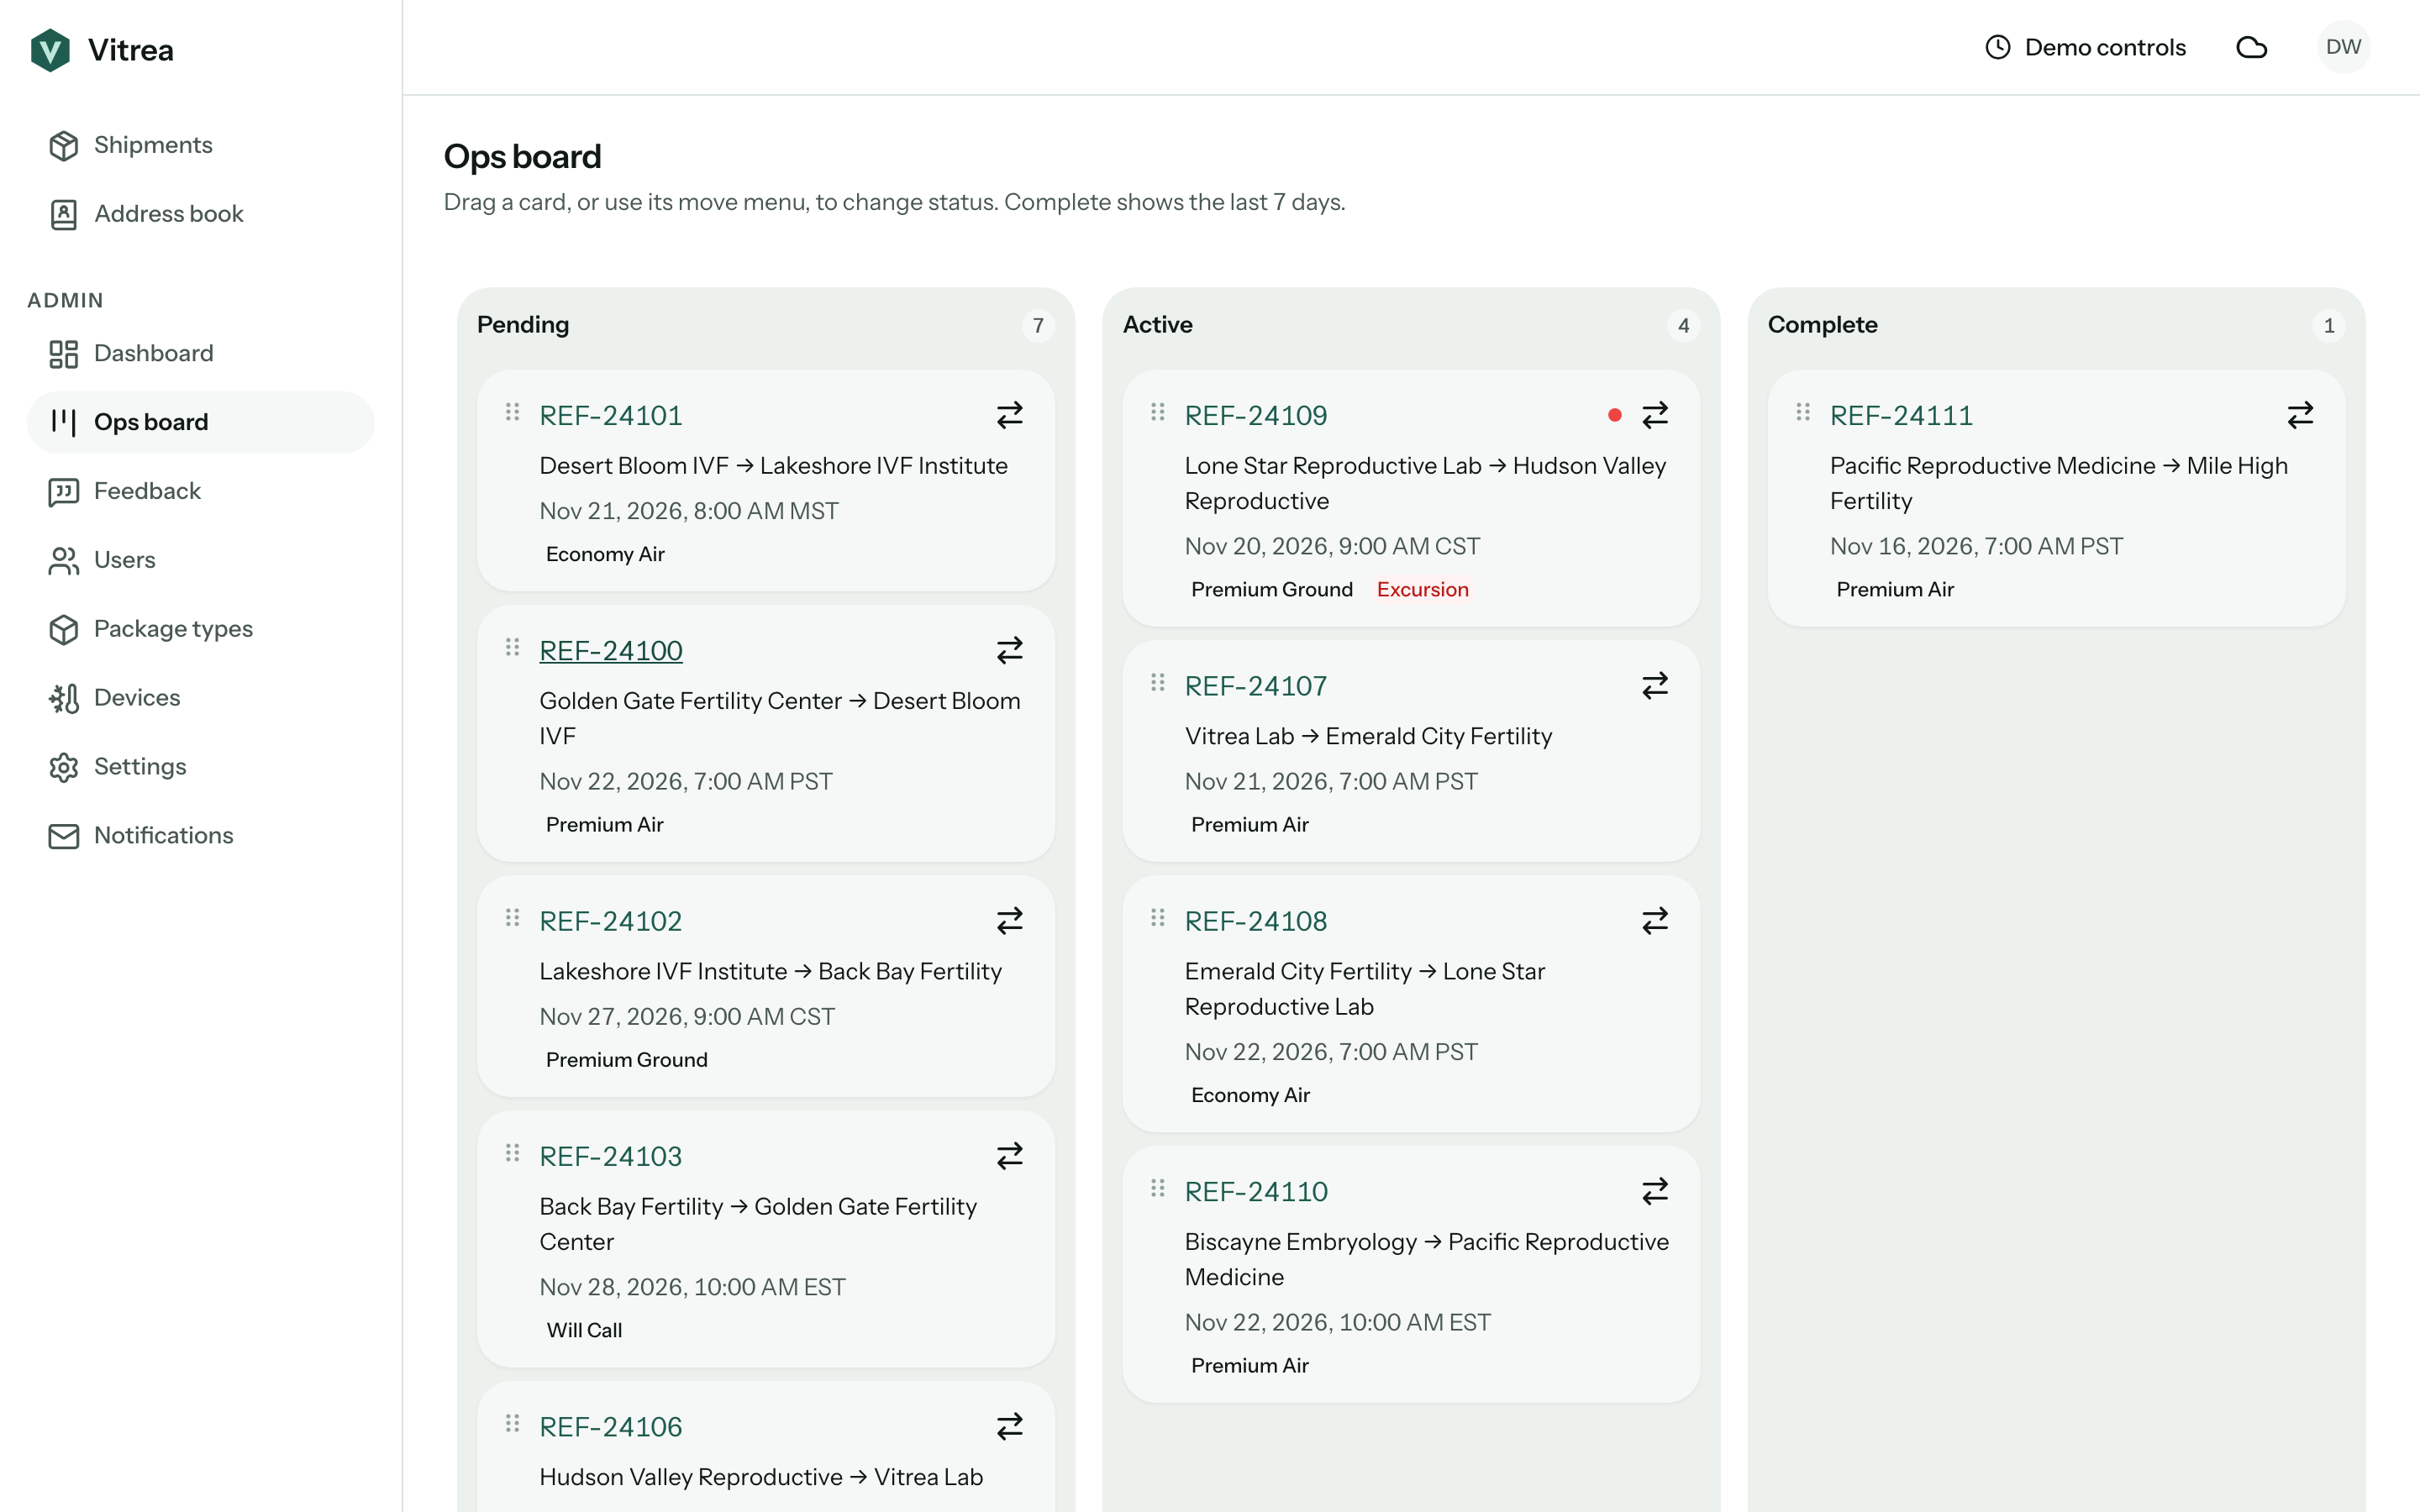 Vitrea
Demo controls
DW
Shipments
Address book
ADMIN
Dashboard
Ops board
Feedback
Users
Package types
Devices
Settings
Notifications
Ops board
Drag a card, or use its move menu, to change status. Complete shows the last 7 days.
Pending 7
REF-24101
Desert Bloom IVF → Lakeshore IVF Institute
Nov 21, 2026, 8:00 AM MST
Economy Air
REF-24100
Golden Gate Fertility Center → Desert Bloom
IVF
Nov 22, 2026, 7:00 AM PST
Premium Air
REF-24102
Lakeshore IVF Institute → Back Bay Fertility
Nov 27, 2026, 9:00 AM CST
Premium Ground
REF-24103
Back Bay Fertility → Golden Gate Fertility
Center
Nov 28, 2026, 10:00 AM EST
Will Call
REF-24106
Hudson Valley Reproductive → Vitrea Lab
Active 4
REF-24109
Lone Star Reproductive Lab → Hudson Valley
Reproductive
Nov 20, 2026, 9:00 AM CST
Premium Ground Excursion
REF-24107
Vitrea Lab → Emerald City Fertility
Nov 21, 2026, 7:00 AM PST
Premium Air
REF-24108
Emerald City Fertility → Lone Star
Reproductive Lab
Nov 22, 2026, 7:00 AM PST
Economy Air
REF-24110
Biscayne Embryology → Pacific Reproductive
Medicine
Nov 22, 2026, 10:00 AM EST
Premium Air
Complete 1
REF-24111
Pacific Reproductive Medicine → Mile High
Fertility
Nov 16, 2026, 7:00 AM PST
Premium Air